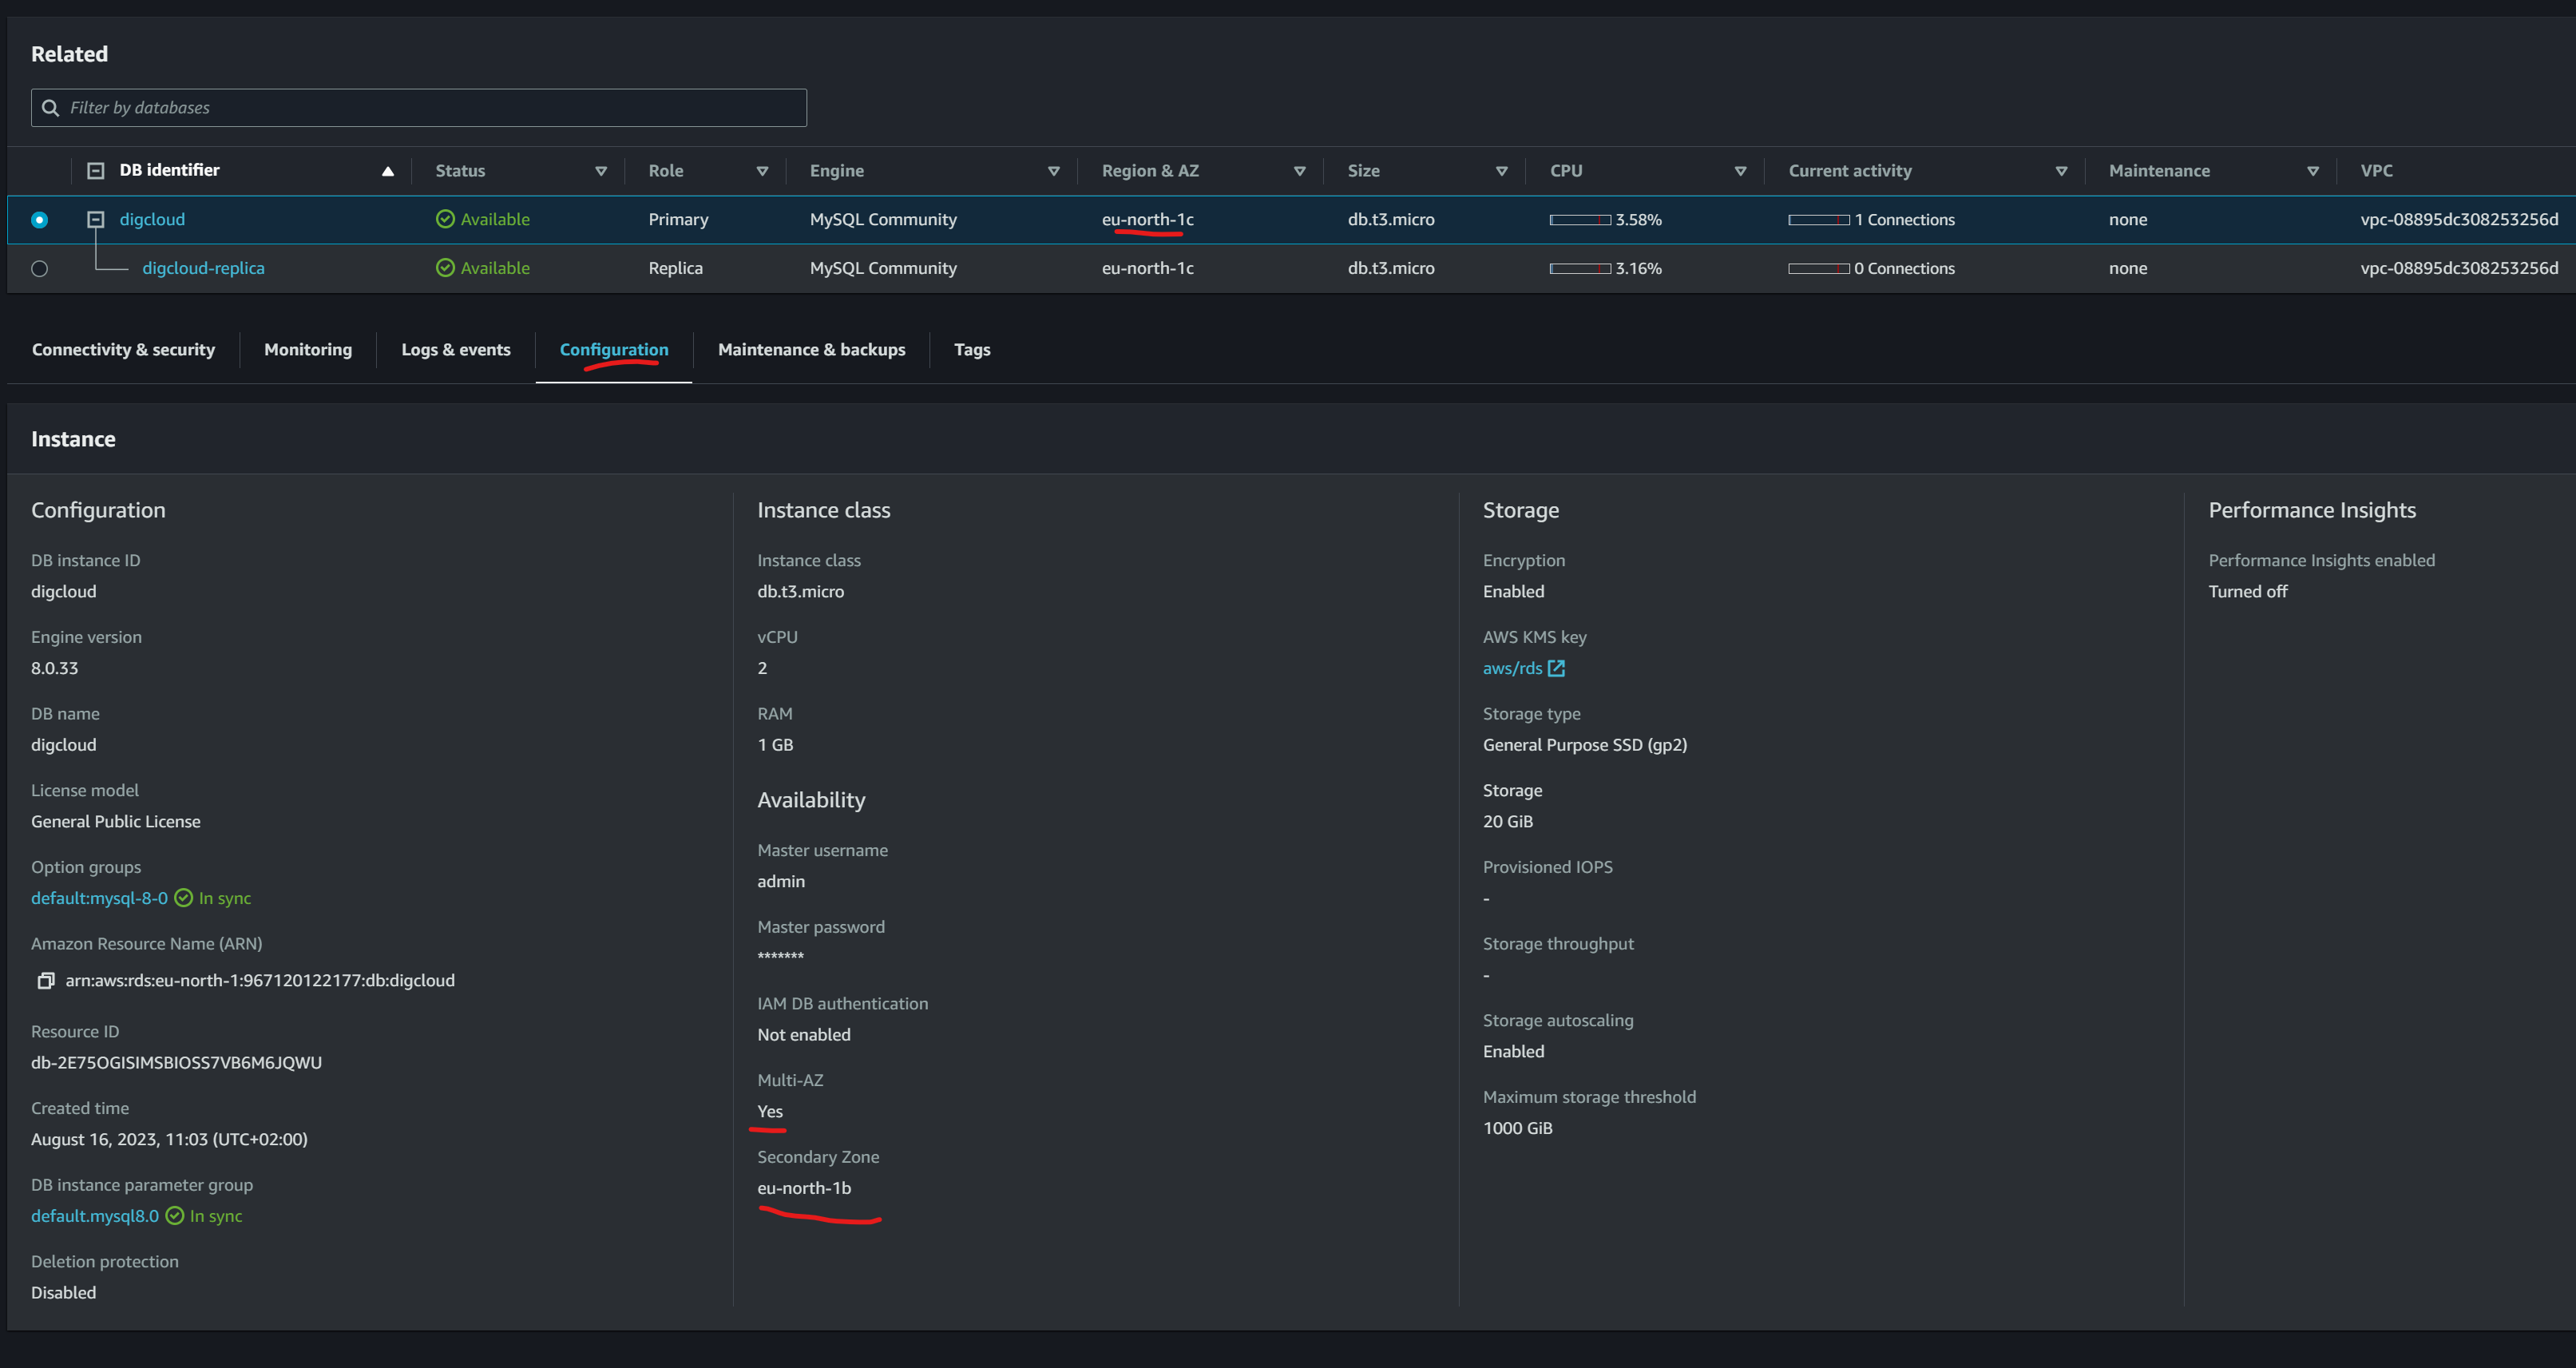 Related
Filter by databases
DB identifier Status Role Engine Region & AZ Size CPU Current activity Maintenance VPC
digcloud Available Primary MySQL Community eu-north-1c db.t3.micro 3.58% 1 Connections none vpc-08895dc308253256d
digcloud-replica Available Replica MySQL Community eu-north-1c db.t3.micro 3.16% 0 Connections none vpc-08895dc308253256d
Connectivity & security Monitoring Logs & events Configuration Maintenance & backups Tags
Instance
Configuration
DB instance ID
digcloud
Engine version
8.0.33
DB name
digcloud
License model
General Public License
Option groups
default:mysql-8-0 In sync
Amazon Resource Name (ARN)
arn:aws:rds:eu-north-1:967120122177:db:digcloud
Resource ID
db-2E75OGISIMSBIOSS7VB6M6JQWU
Created time
August 16, 2023, 11:03 (UTC+02:00)
DB instance parameter group
default.mysql8.0 In sync
Deletion protection
Disabled
Instance class
Instance class
db.t3.micro
vCPU
2
RAM
1 GB
Availability
Master username
admin
Master password
*******
IAM DB authentication
Not enabled
Multi-AZ
Yes
Secondary Zone
eu-north-1b
Storage
Encryption
Enabled
AWS KMS key
aws/rds
Storage type
General Purpose SSD (gp2)
Storage
20 GiB
Provisioned IOPS
-
Storage throughput
-
Storage autoscaling
Enabled
Maximum storage threshold
1000 GiB
Performance Insights
Performance Insights enabled
Turned off